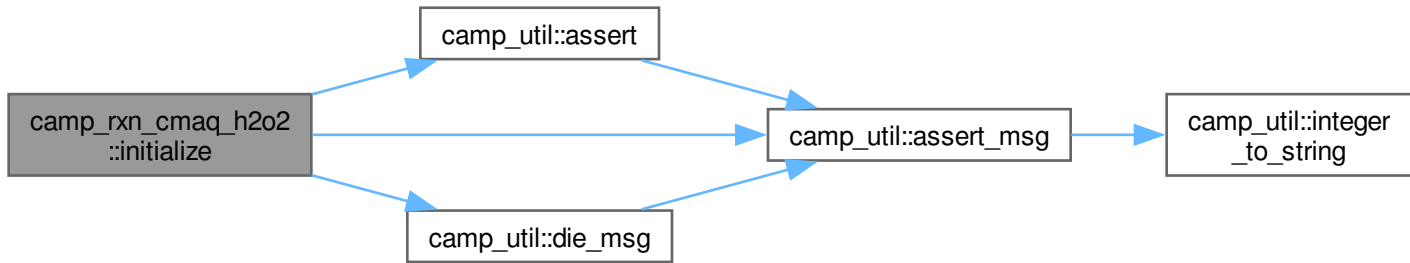 camp_rxn_cmaq_h2o2
::initialize
camp_util::assert
camp_util::assert_msg
camp_util::die_msg
camp_util::integer
_to_string